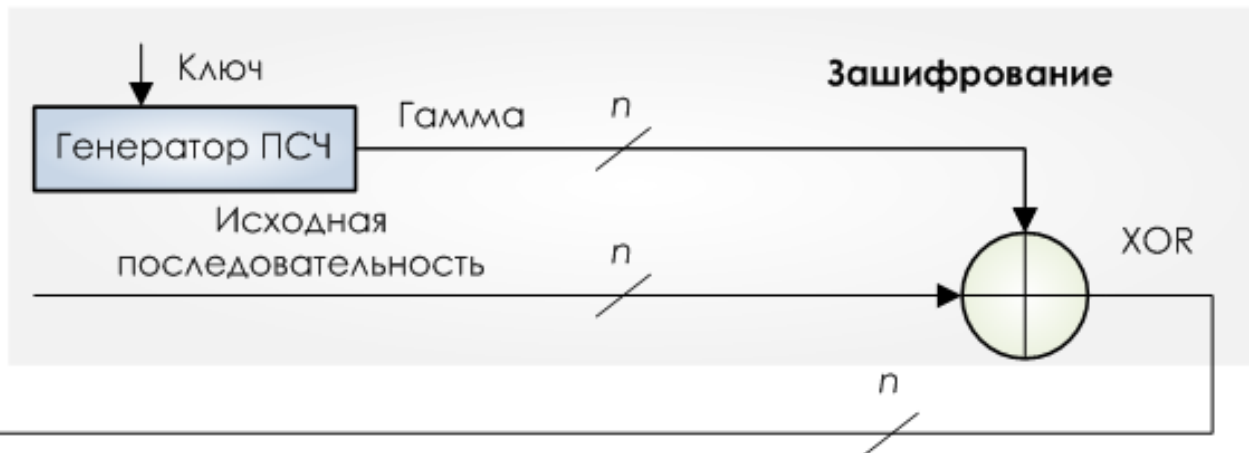 Ключ
Зашифрование
Генератор ПСЧ
Гамма
n
Исходная
последовательность
n
XOR
n